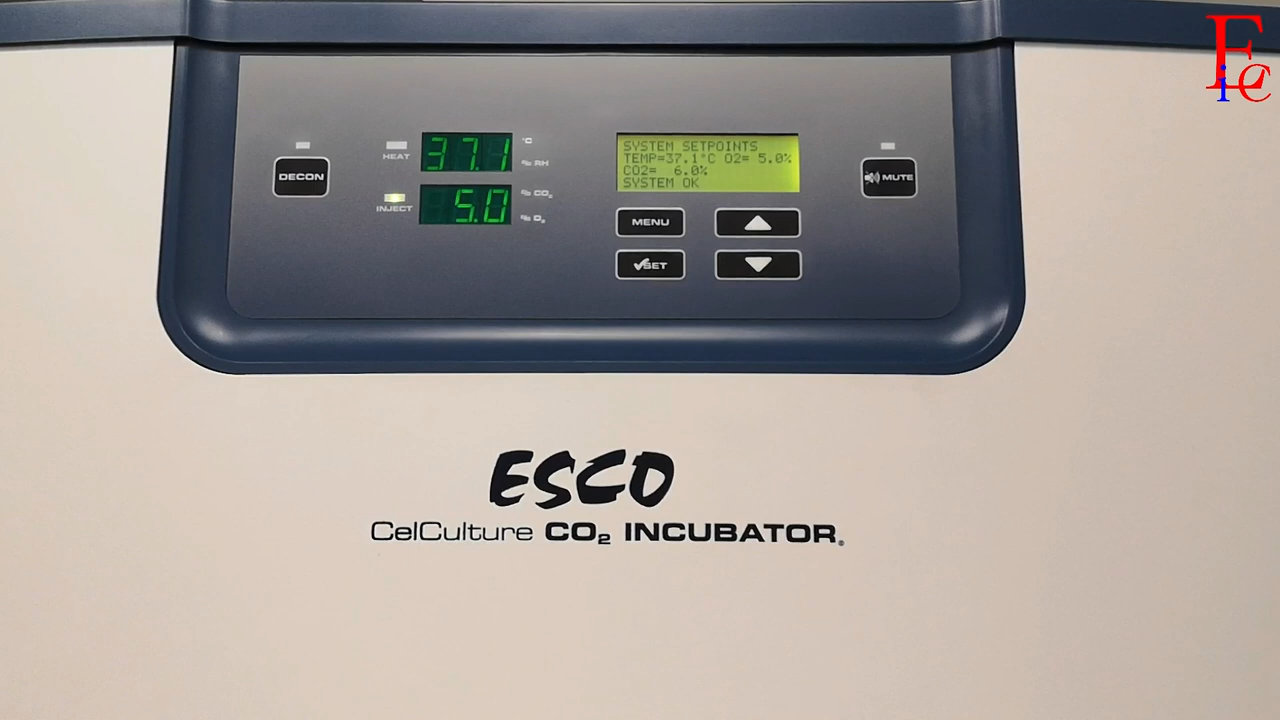 EiC
DECON
HEAT
37.1
°C
% RH
INJECT
5.0
% CO₂
% O₂
SYSTEM SETPOINTS
TEMP=37.1°C O2= 5.0%
CO2= 6.0%
SYSTEM OK
MENU
SET
MUTE
ESCO
CelCulture CO₂ INCUBATOR®